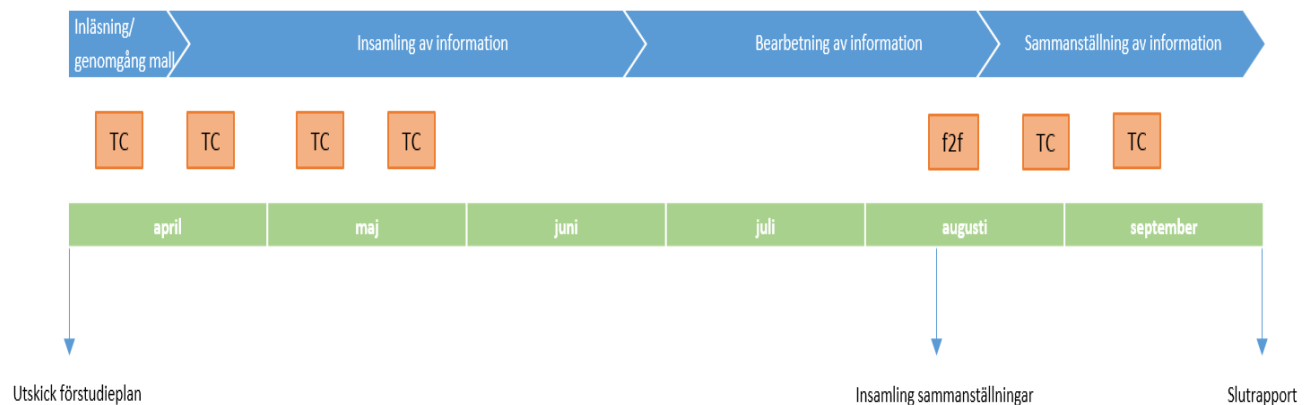 Inläsning/
genomgång mall
Insamling av information
Bearbetning av information
Sammanställning av information
TC
TC
TC
TC
f2f
TC
TC
april
maj
juni
juli
augusti
september
Utskick förstudieplan
Insamling sammanställningar
Slutrapport